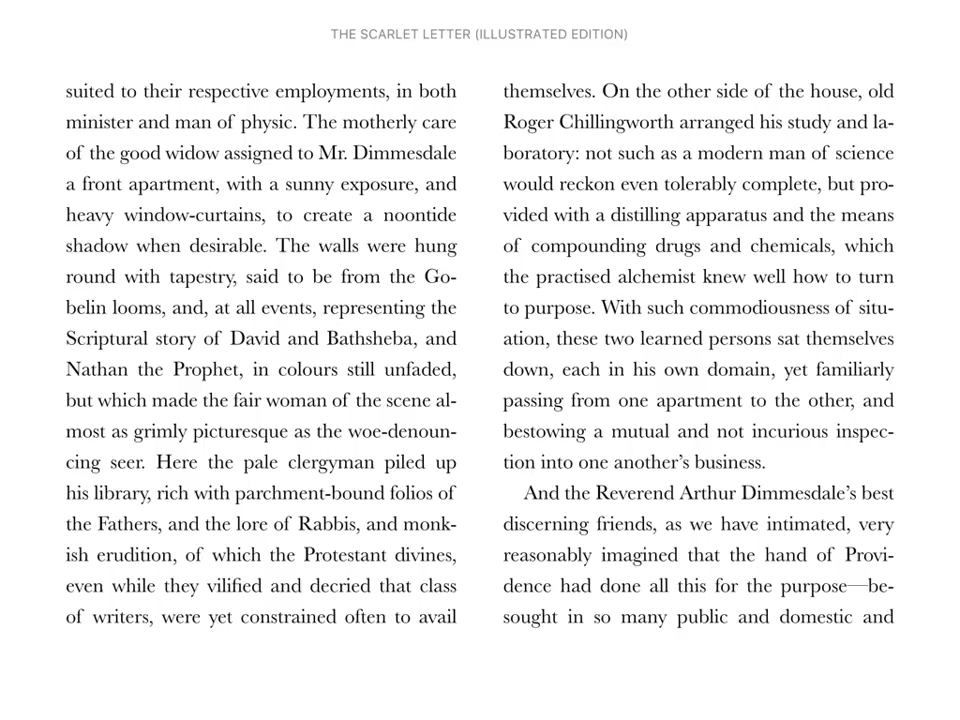 THE SCARLET LETTER (ILLUSTRATED EDITION)
suited to their respective employments, in both
minister and man of physic. The motherly care
of the good widow assigned to Mr. Dimmesdale
a front apartment, with a sunny exposure, and
heavy window-curtains, to create a noontide
shadow when desirable. The walls were hung
round with tapestry, said to be from the Go-
belin looms, and, at all events, representing the
Scriptural story of David and Bathsheba, and
Nathan the Prophet, in colours still unfaded,
but which made the fair woman of the scene al-
most as grimly picturesque as the woe-denoun-
cing seer. Here the pale clergyman piled up
his library, rich with parchment-bound folios of
the Fathers, and the lore of Rabbis, and monk-
ish erudition, of which the Protestant divines,
even while they vilified and decried that class
of writers, were yet constrained often to avail
themselves. On the other side of the house, old
Roger Chillingworth arranged his study and la-
boratory: not such as a modern man of science
would reckon even tolerably complete, but pro-
vided with a distilling apparatus and the means
of compounding drugs and chemicals, which
the practised alchemist knew well how to turn
to purpose. With such commodiousness of situ-
ation, these two learned persons sat themselves
down, each in his own domain, yet familiarly
passing from one apartment to the other, and
bestowing a mutual and not incurious inspec-
tion into one another’s business.
And the Reverend Arthur Dimmesdale’s best
discerning friends, as we have intimated, very
reasonably imagined that the hand of Provi-
dence had done all this for the purpose—be-
sought in so many public and domestic and